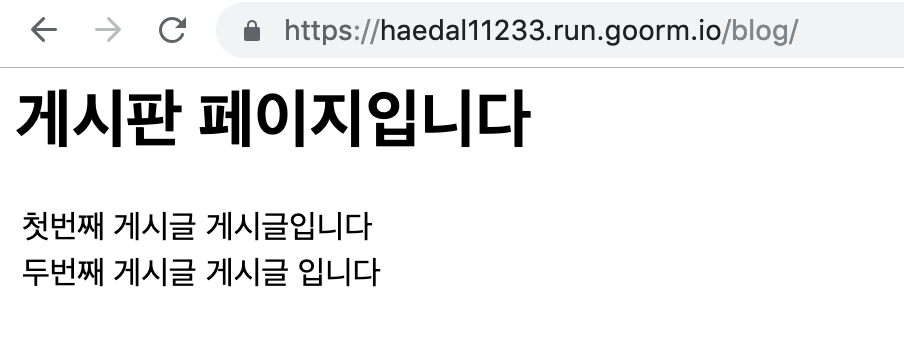 https://haedal11233.run.goorm.io/blog/
게시판 페이지입니다
첫번째 게시글 게시글입니다
두번째 게시글 게시글 입니다